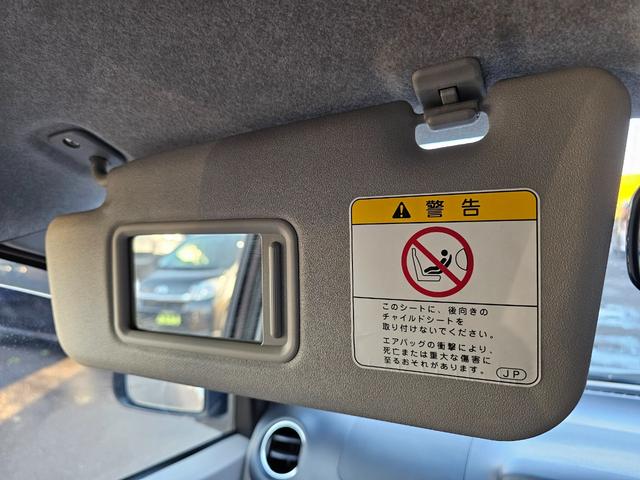 警告
このシートに、後向きの
チャイルドシートを
取り付けないでください。
エアバッグの衝撃により、
死亡または重大な傷害に
至るおそれがあります。
JP